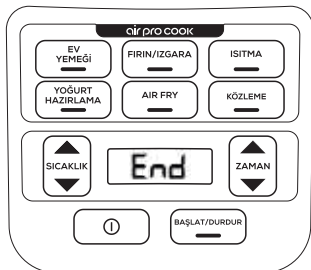 air pro cook
EV
YEMEĞİ
FIRIN/IZGARA
ISITMA
YOĞURT
HAZIRLAMA
AIR FRY
KÖZLEME
SICAKLIK
End
ZAMAN
BAŞLAT/DURDUR